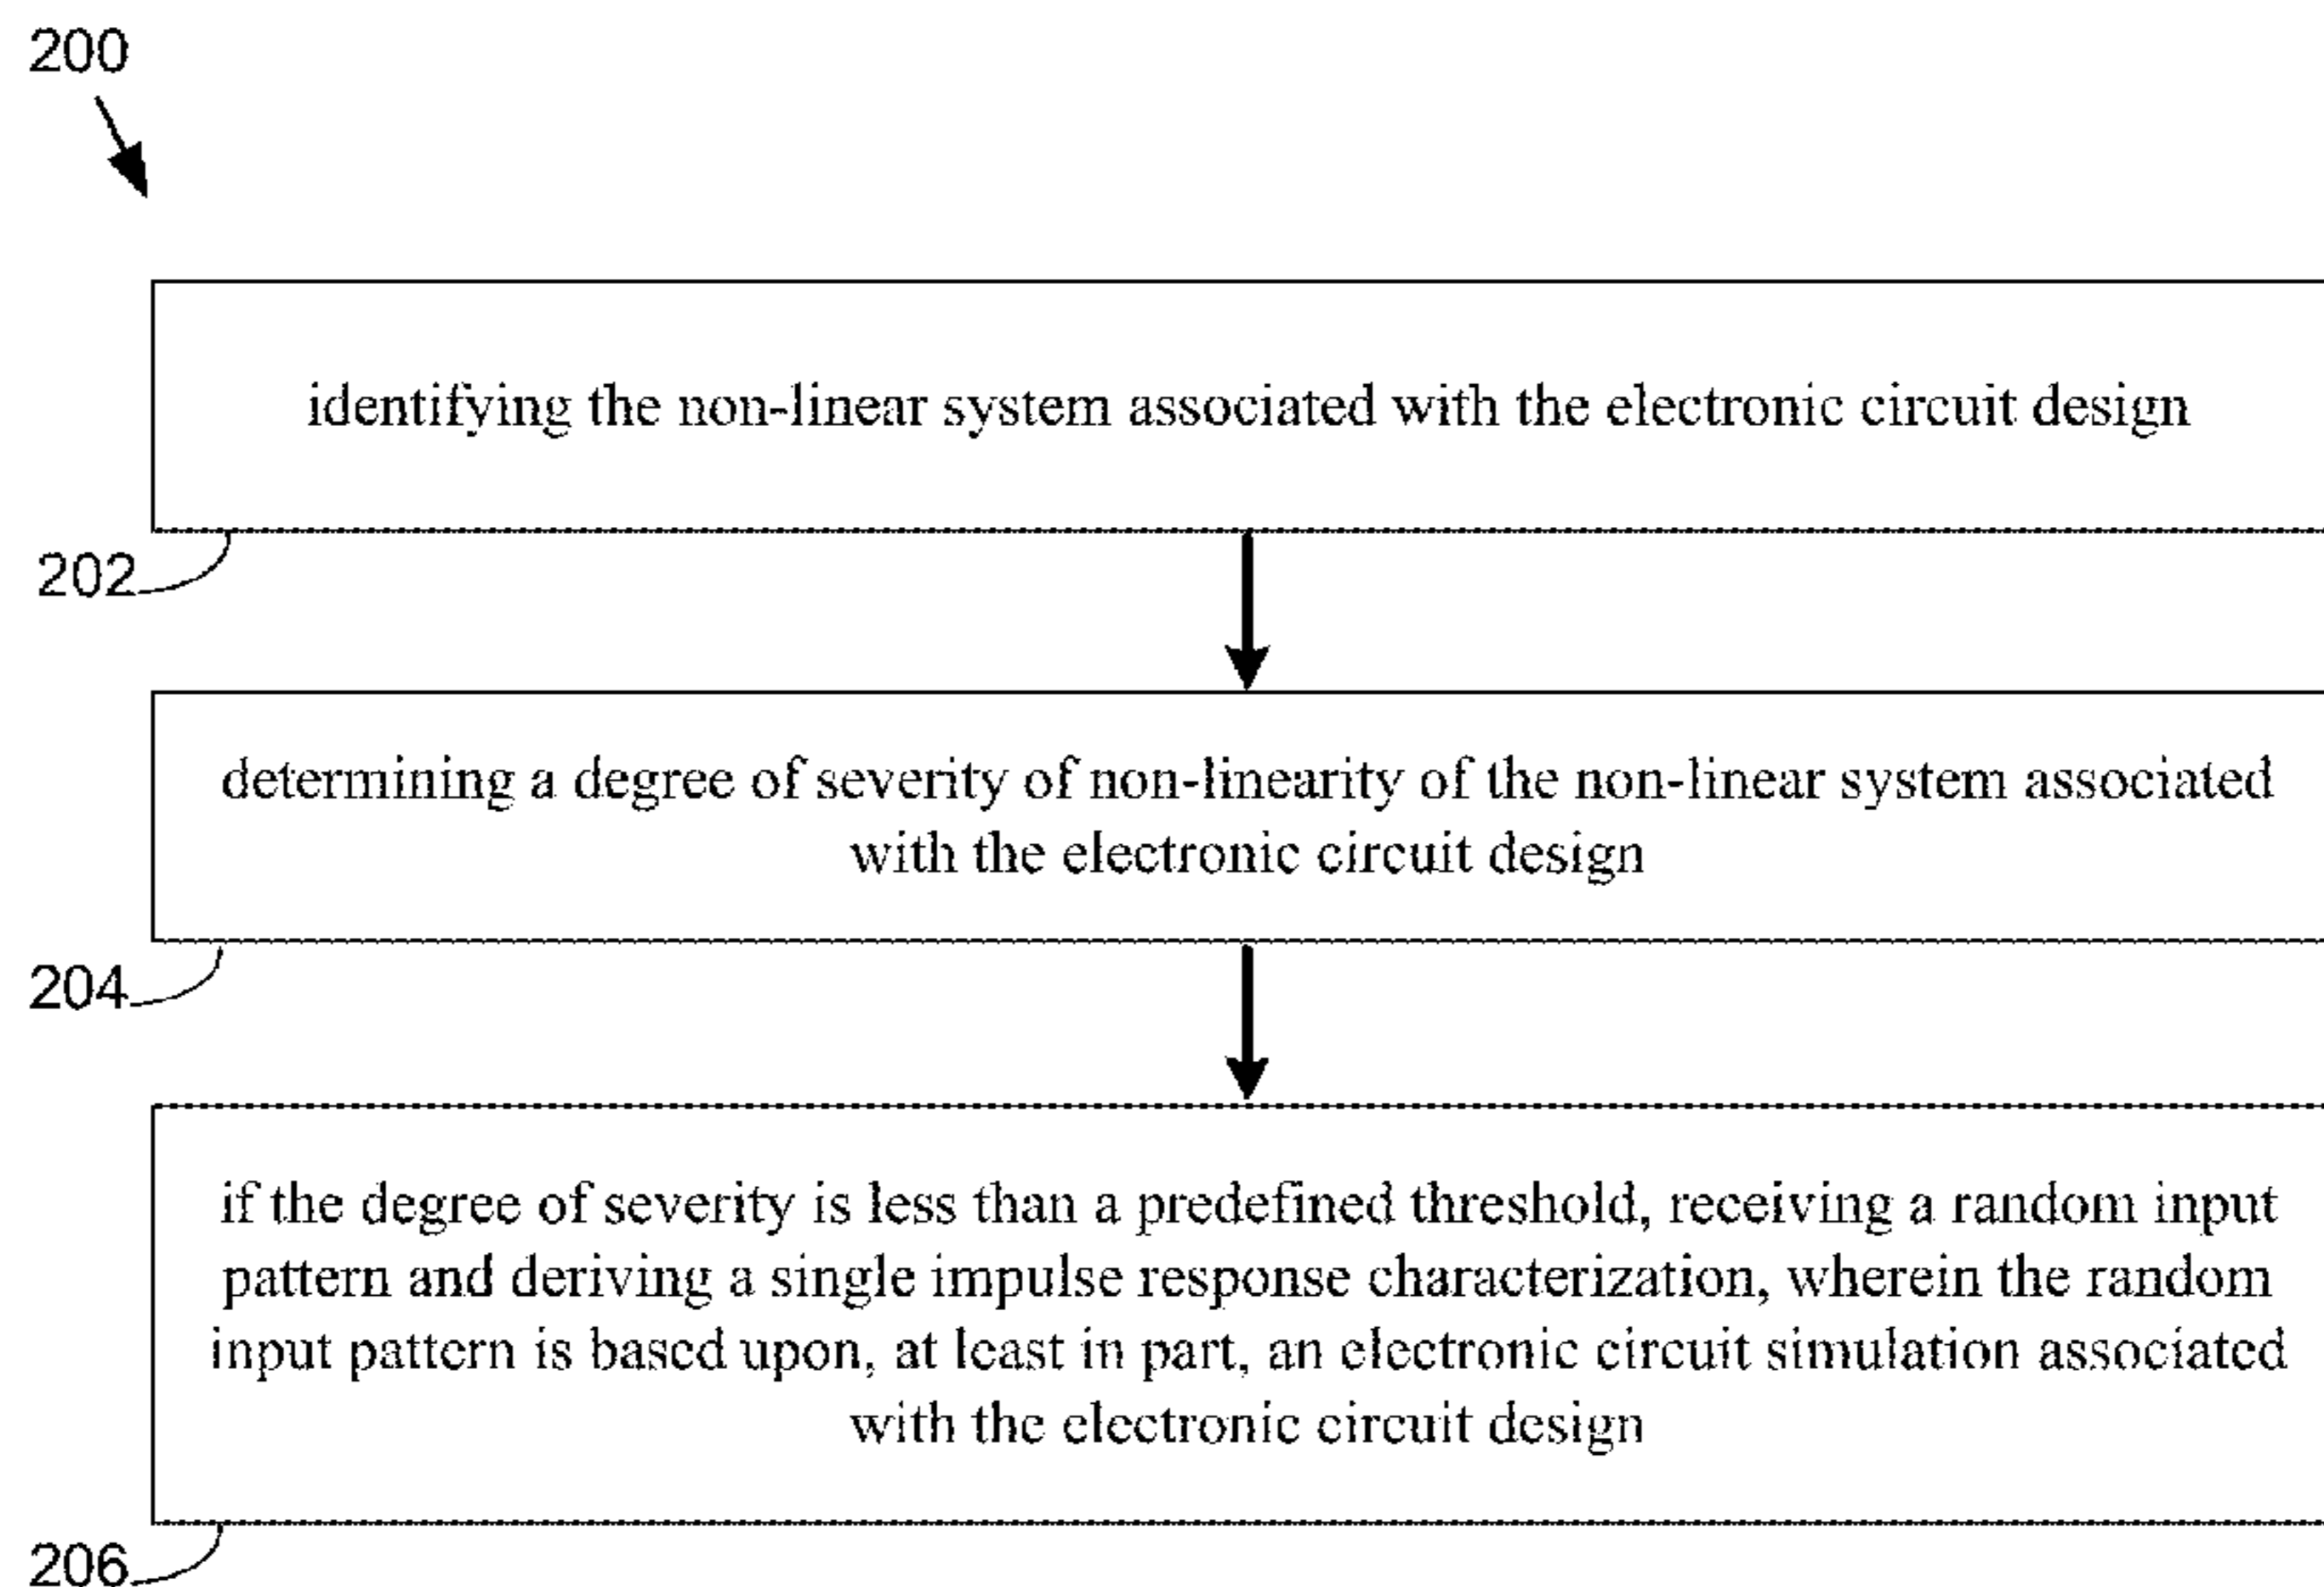 200
identifying the non-linear system associated with the electronic circuit design
202
determining a degree of severity of non-linearity of the non-linear system associated
with the electronic circuit design
204
if the degree of severity is less than a predefined threshold, receiving a random input
pattern and deriving a single impulse response characterization, wherein the random
input pattern is based upon, at least in part, an electronic circuit simulation associated
with the electronic circuit design
206